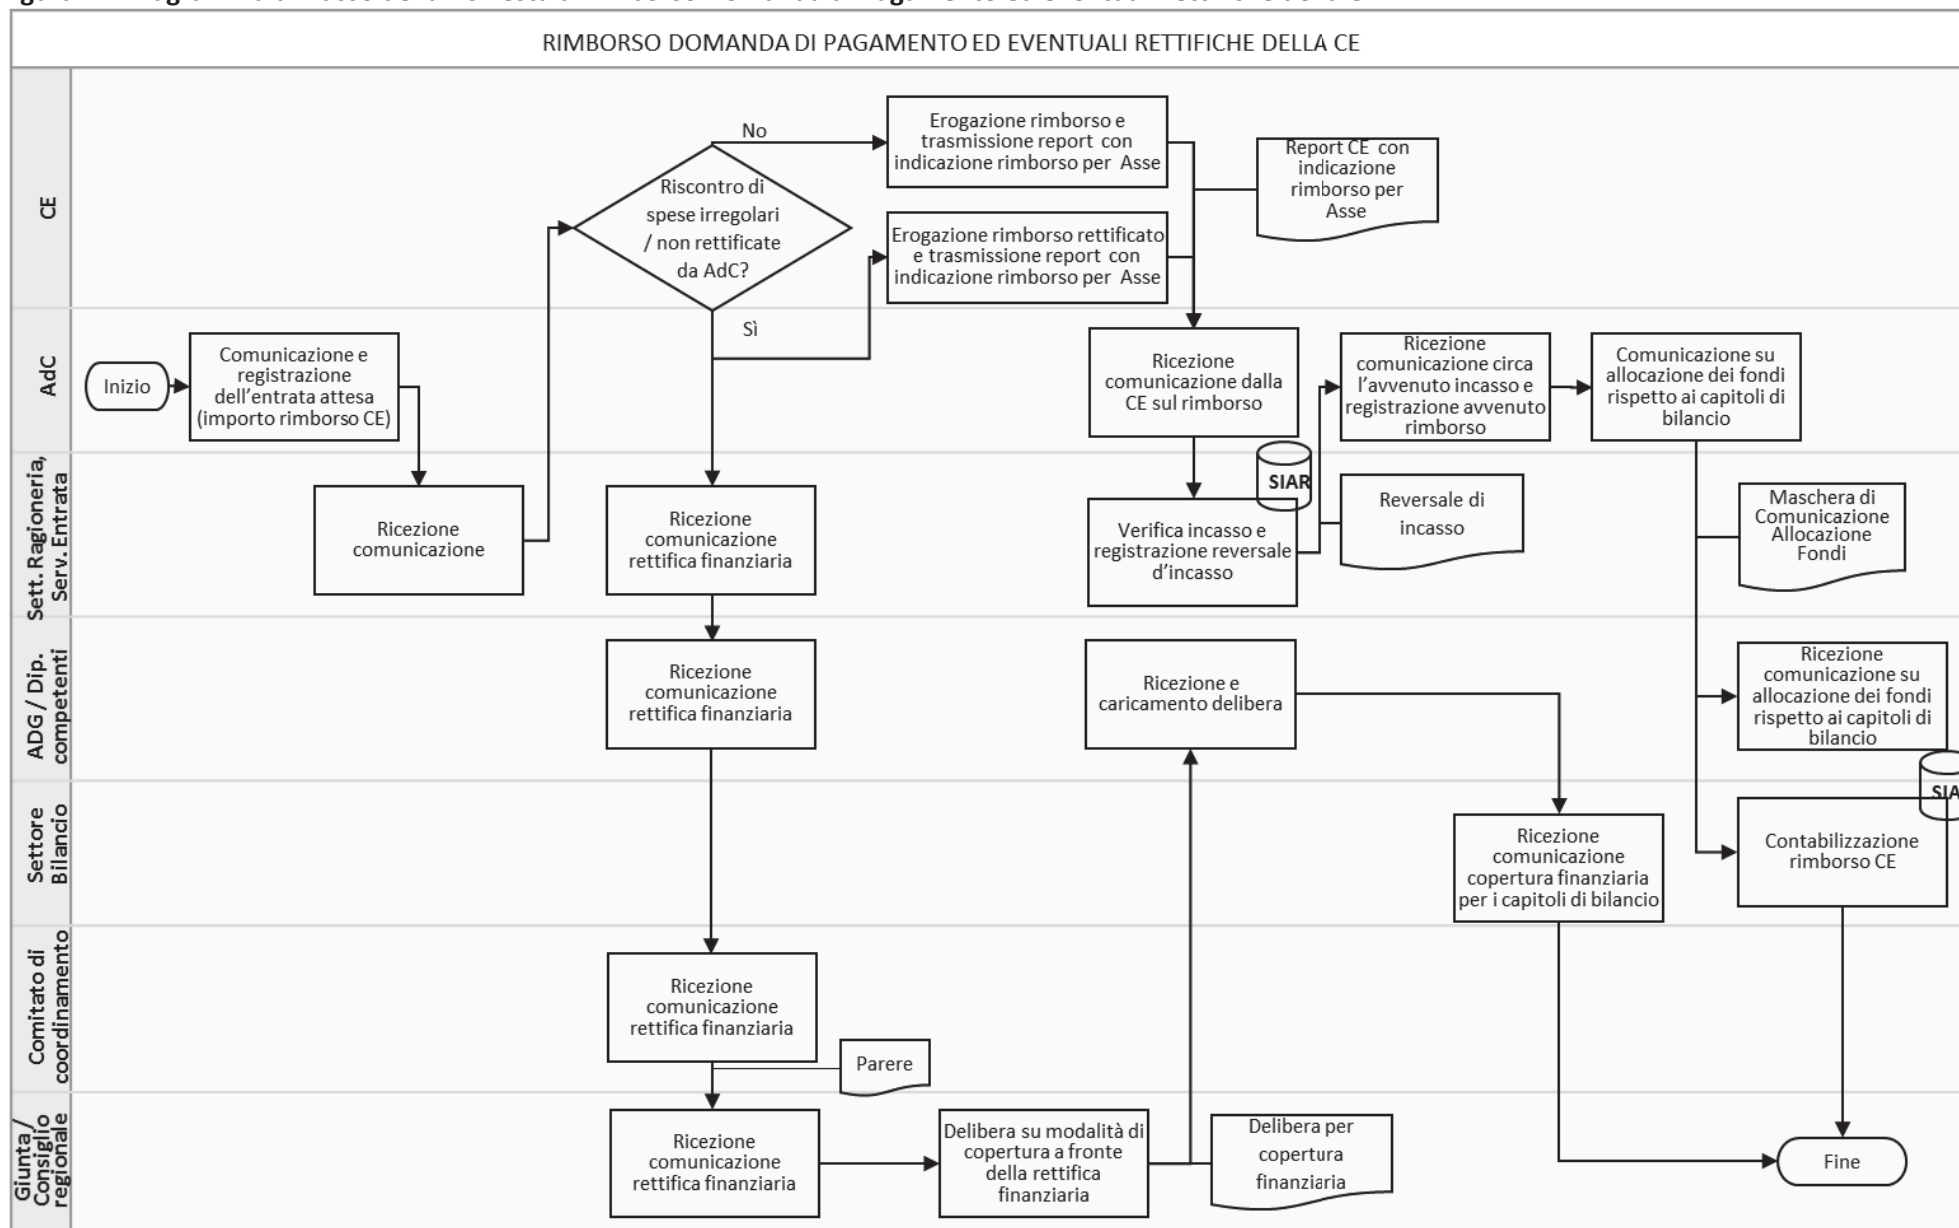 RIMBORSO DOMANDA DI PAGAMENTO ED EVENTUALI RETTIFICHE DELLA CE
CE
No
Erogazione rimborso e
trasmissione report con
indicazione rimborso per Asse
Report CE con
indicazione
rimborso per
Asse
Riscontro di
spese irregolari
/ non rettificate
da AdC?
Erogazione rimborso rettificato
e trasmissione report con
indicazione rimborso per Asse
Sì
AdC
Inizio
Comunicazione e
registrazione
dell'entrata attesa
(importo rimborso CE)
Ricezione
comunicazione dalla
CE sul rimborso
Ricezione
comunicazione circa
l'avvenuto incasso e
registrazione avvenuto
rimborso
Comunicazione su
allocazione dei fondi
rispetto ai capitoli di
bilancio
Sett. Ragioneria,
Serv. Entrata
Ricezione
comunicazione
Ricezione
comunicazione
rettifica finanziaria
SIAR
Verifica incasso e
registrazione reversale
d'incasso
Reversale di
incasso
Maschera di
Comunicazione
Allocazione
Fondi
ADG / Dip.
competenti
Ricezione
comunicazione
rettifica finanziaria
Ricezione e
caricamento delibera
Ricezione
comunicazione su
allocazione dei fondi
rispetto ai capitoli di
bilancio
Settore
Bilancio
Ricezione
comunicazione
copertura finanziaria
per i capitoli di bilancio
SIA
Contabilizzazione
rimborso CE
Comitato di
coordinamento
Ricezione
comunicazione
rettifica finanziaria
Parere
Giunta /
Consiglio
regionale
Ricezione
comunicazione
rettifica finanziaria
Delibera su modalità di
copertura a fronte
della rettifica
finanziaria
Delibera per
copertura
finanziaria
Fine